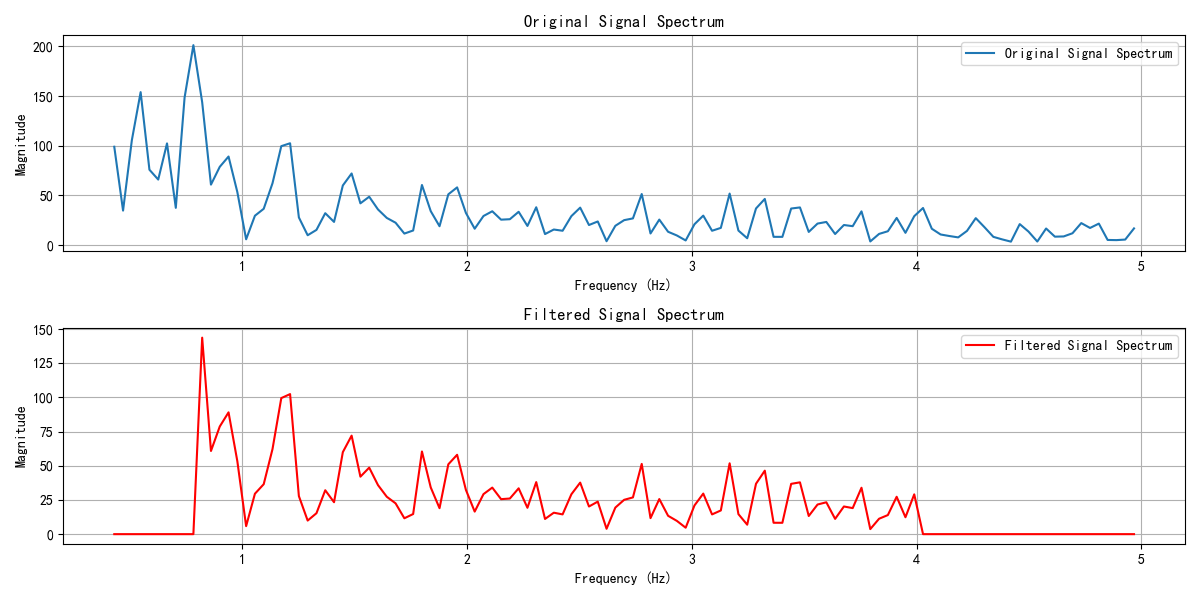 Original Signal Spectrum
Original Signal Spectrum
200
150
100
50
0
Magnitude
1 2 3 4 5
Frequency (Hz)
Filtered Signal Spectrum
Filtered Signal Spectrum
150
125
100
75
50
25
0
Magnitude
1 2 3 4 5
Frequency (Hz)